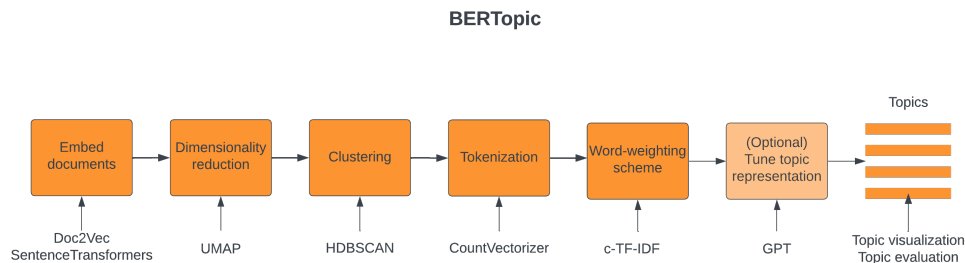 BERTopic
Topics
Embed
documents
Dimensionality
reduction
Clustering
Tokenization
Word-weighting
scheme
(Optional)
Tune topic
representation
Doc2Vec
SentenceTransformers
UMAP
HDBSCAN
CountVectorizer
c-TF-IDF
GPT
Topic visualization
Topic evaluation